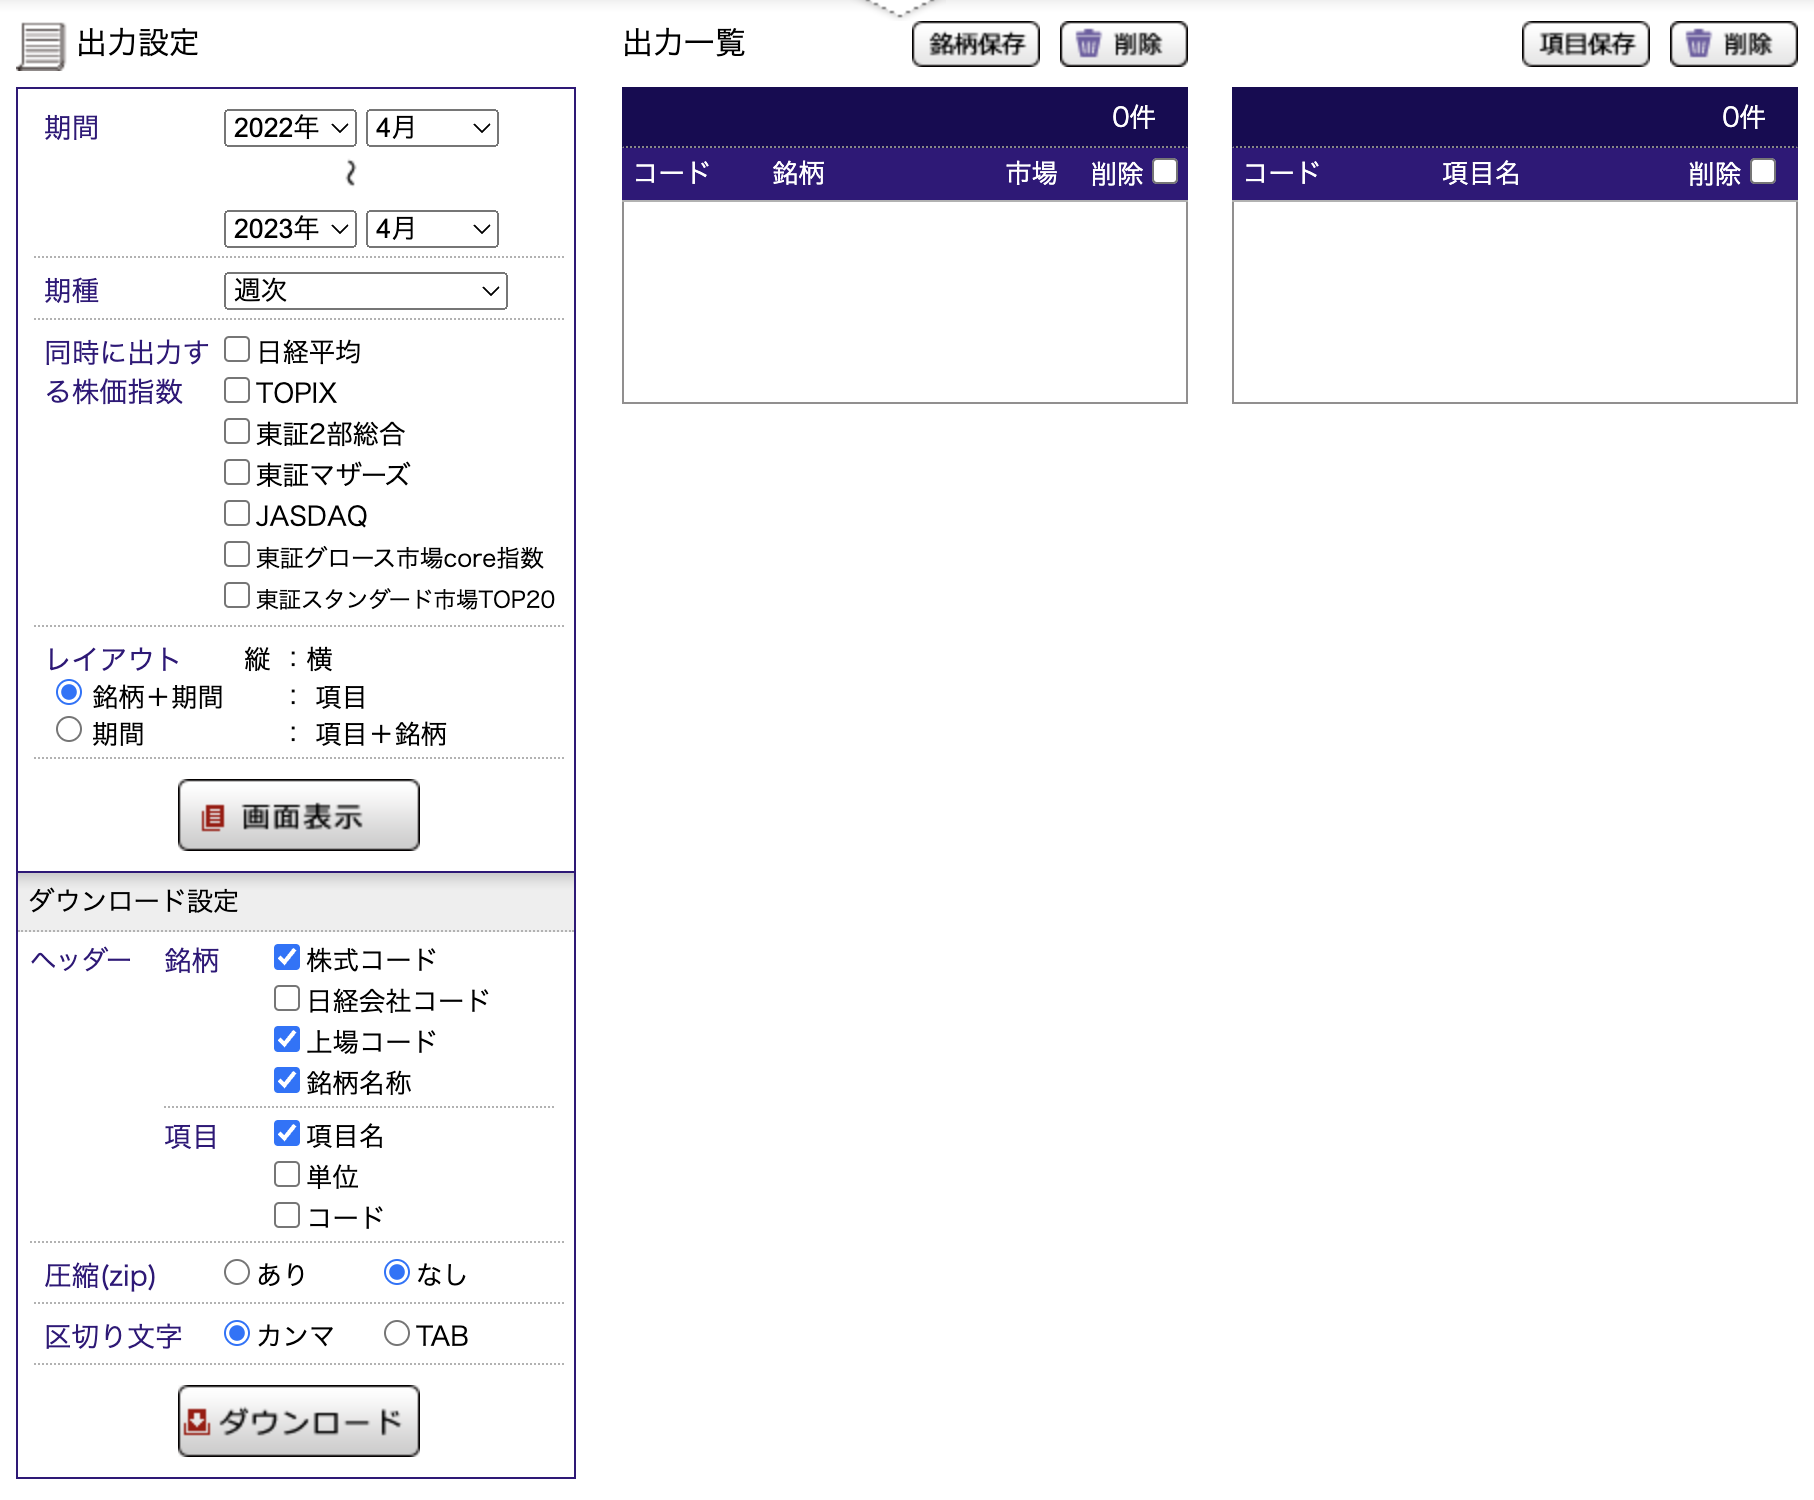 出力設定
期間 2022年 4月
~
2023年 4月
期種 週次
同時に出力す
る株価指数
日経平均
TOPIX
東証2部総合
東証マザーズ
JASDAQ
東証グロース市場core指数
東証スタンダード市場TOP20
レイアウト 縦 : 横
銘柄+期間 : 項目
期間 : 項目+銘柄
画面表示
ダウンロード設定
ヘッダー 銘柄 株式コード
日経会社コード
上場コード
銘柄名称
項目 項目名
単位
コード
圧縮(zip) あり なし
区切り文字 カンマ TAB
ダウンロード
出力一覧 銘柄保存 削除
0件
コード 銘柄 市場 削除
項目保存 削除
0件
コード 項目名 削除